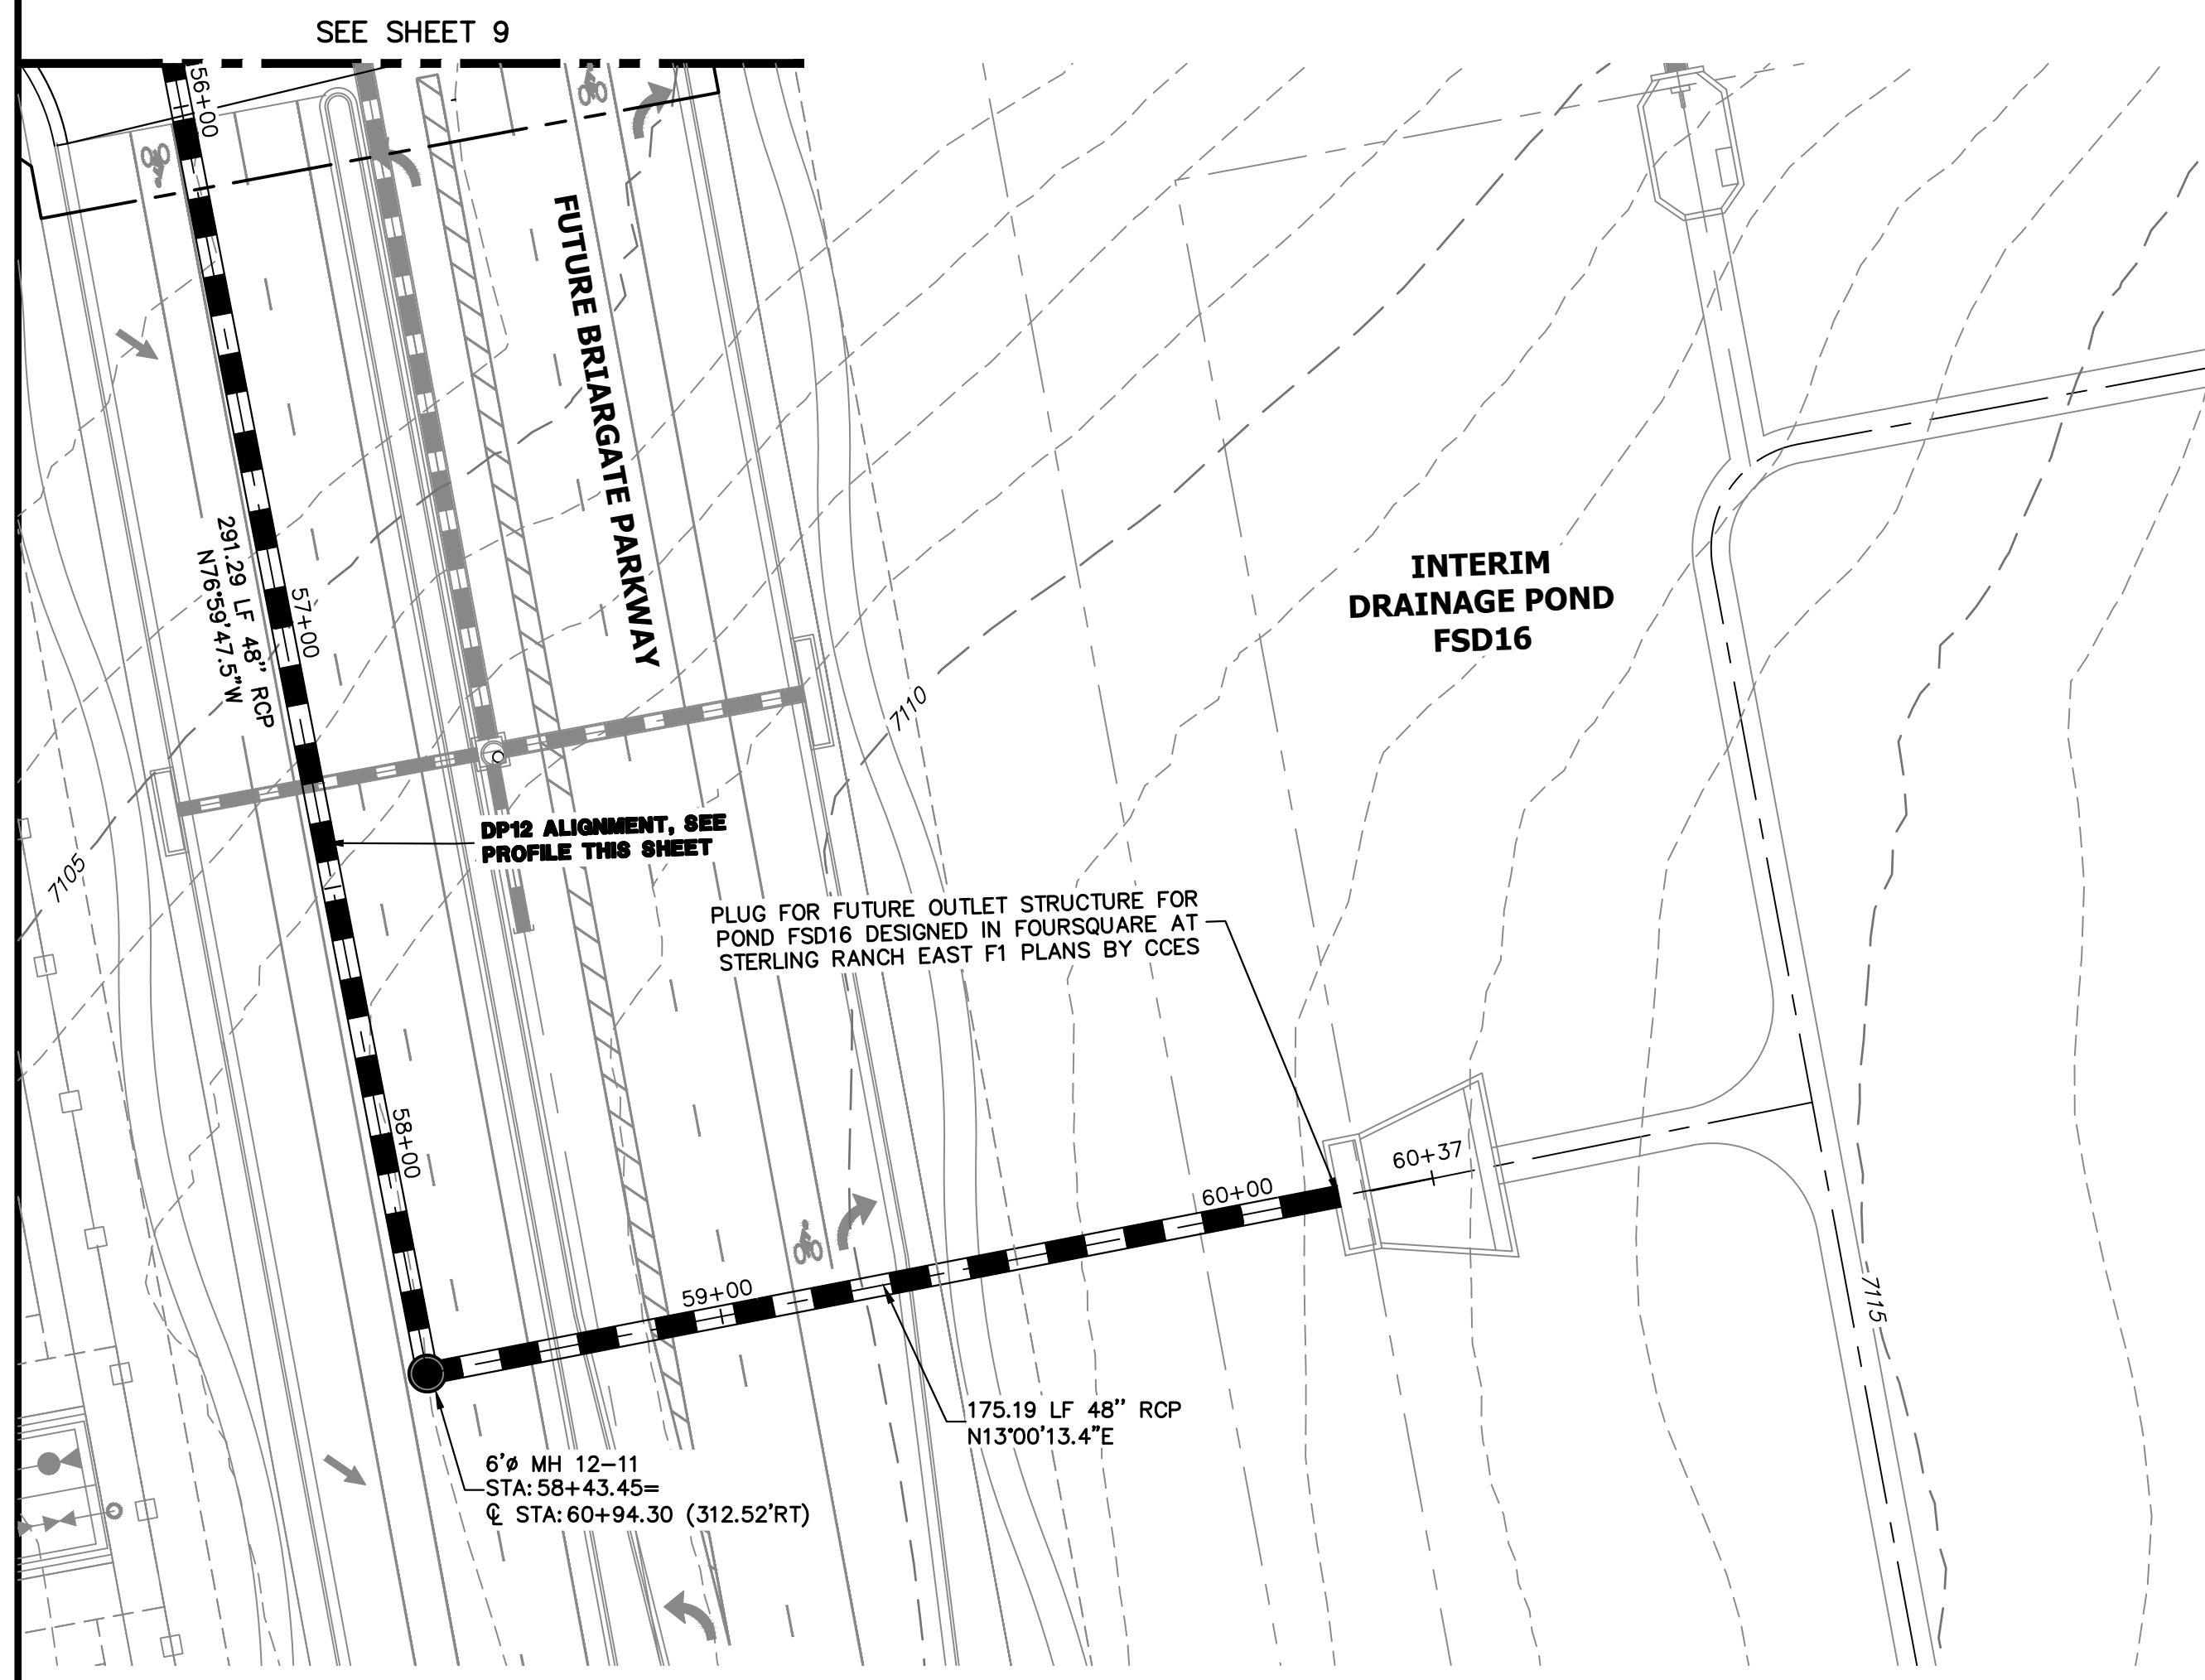 SEE SHEET 9
56+00
FUTURE BRIARGATE PARKWAY
291.29 LF 48" RCP
N76°59'47.5"W
57+00
INTERIM
DRAINAGE POND
FSD16
7110
7105
DP12 ALIGNMENT, SEE
PROFILE THIS SHEET
PLUG FOR FUTURE OUTLET STRUCTURE FOR
POND FSD16 DESIGNED IN FOURSQUARE AT
STERLING RANCH EAST F1 PLANS BY CCES
58+00
60+37
60+00
59+00
7115
175.19 LF 48" RCP
N13°00'13.4"E
6'ø MH 12-11
STA: 58+43.45=
℄ STA: 60+94.30 (312.52'RT)